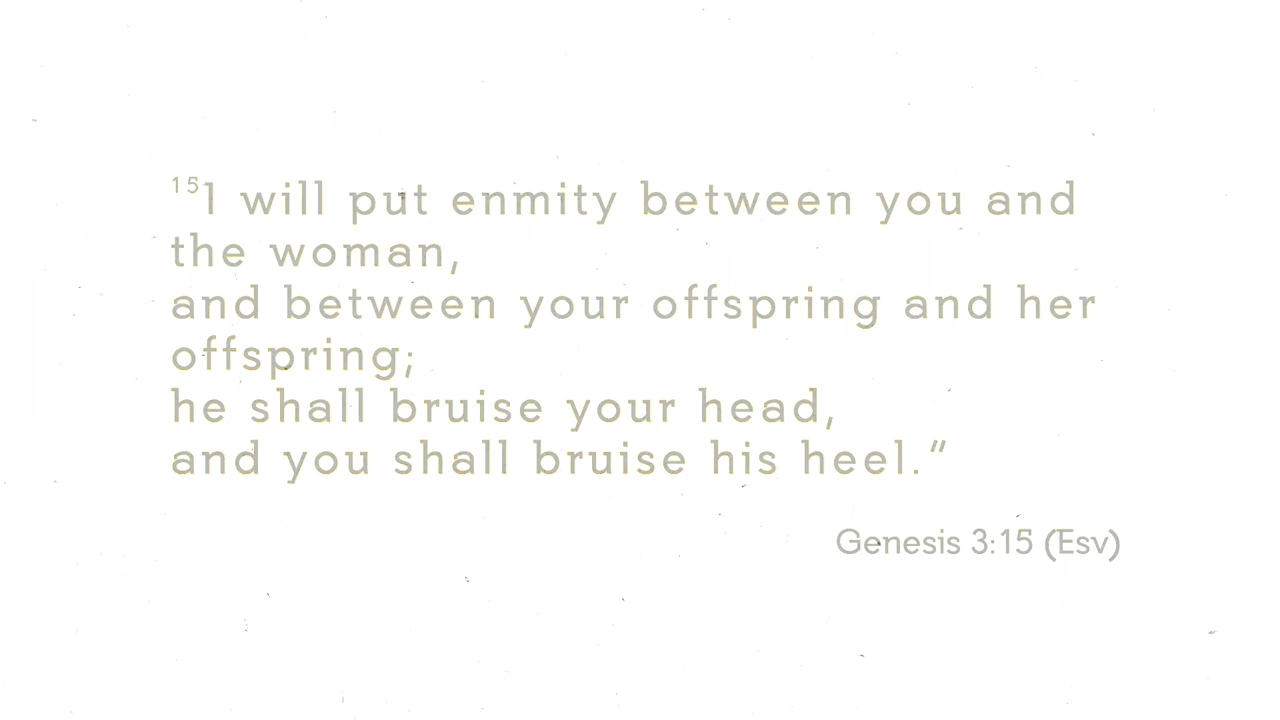 15I will put enmity between you and
the woman,
and between your offspring and her
offspring;
he shall bruise your head,
and you shall bruise his heel.”
Genesis 3:15 (Esv)